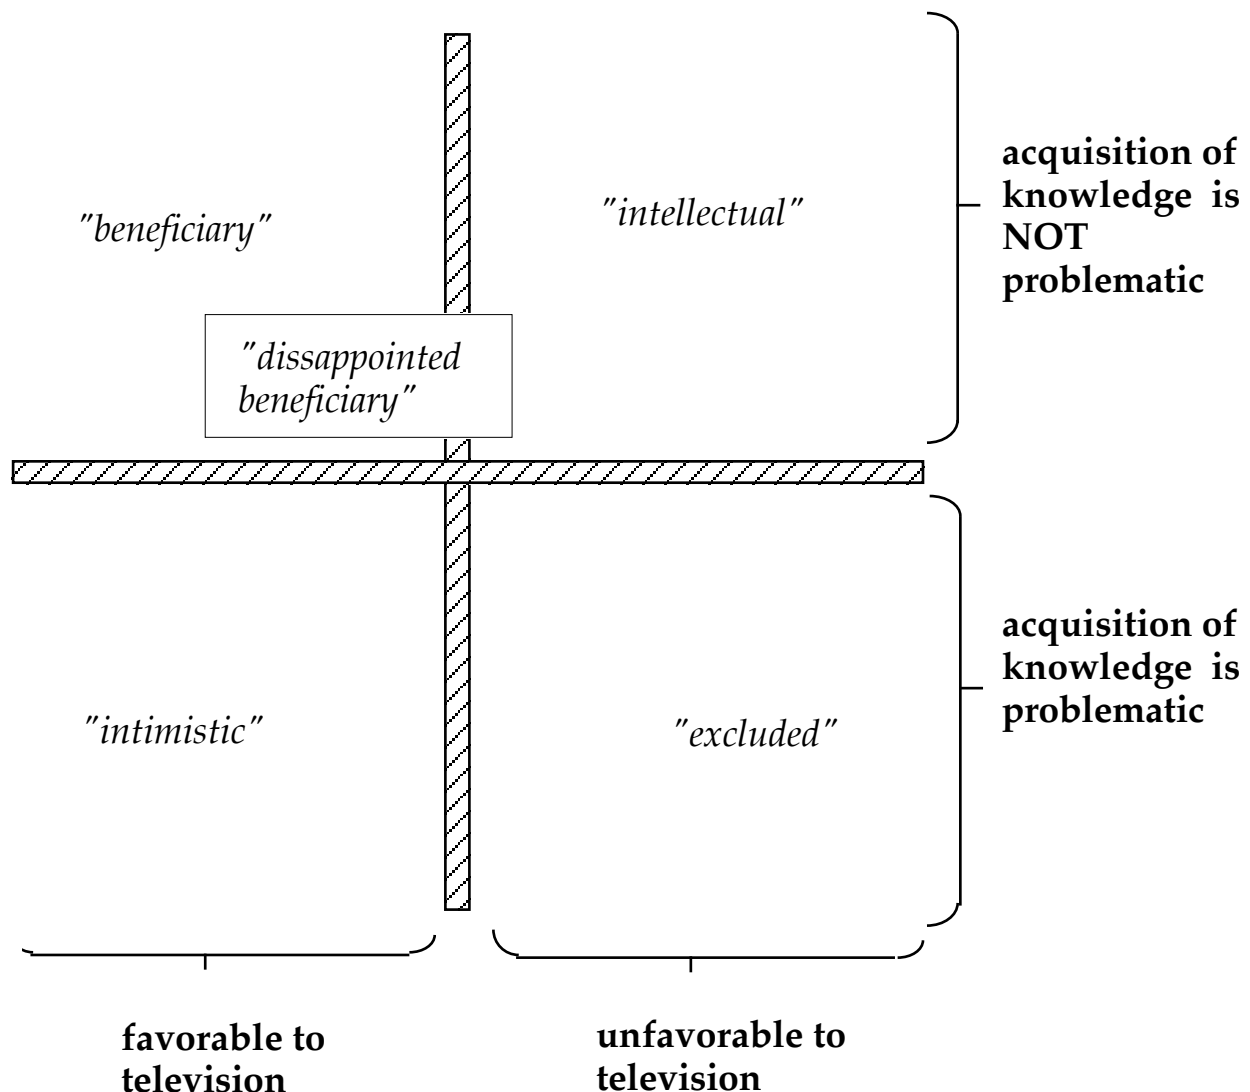 "beneficiary"
"intellectual"
acquisition of
knowledge is
NOT
problematic
"dissappointed
beneficiary"
"intimistic"
"excluded"
acquisition of
knowledge is
problematic
favorable to
television
unfavorable to
television